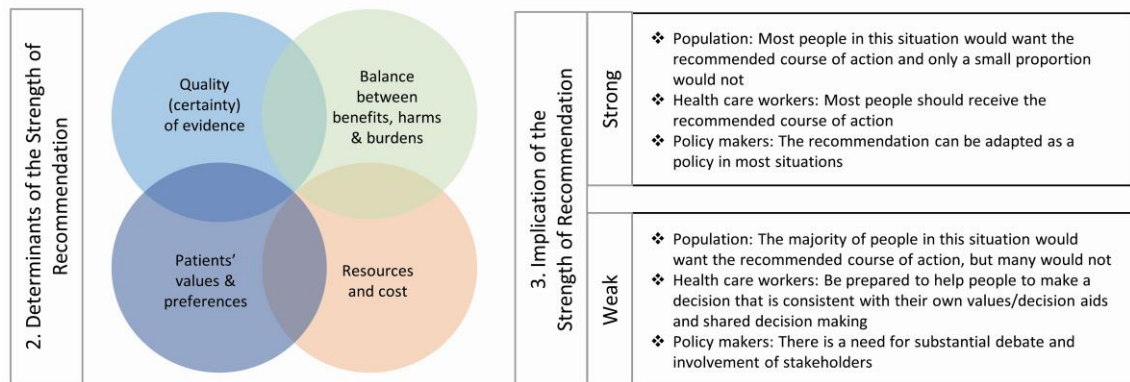 2. Determinants of the Strength of
Recommendation
Quality
(certainty)
of evidence
Balance
between
benefits, harms
& burdens
Patients’
values &
preferences
Resources
and cost
3. Implication of the
Strength of Recommendation
Strong
❖ Population: Most people in this situation would want the
recommended course of action and only a small proportion
would not
❖ Health care workers: Most people should receive the
recommended course of action
❖ Policy makers: The recommendation can be adapted as a
policy in most situations
Weak
❖ Population: The majority of people in this situation would
want the recommended course of action, but many would not
❖ Health care workers: Be prepared to help people to make a
decision that is consistent with their own values/decision aids
and shared decision making
❖ Policy makers: There is a need for substantial debate and
involvement of stakeholders